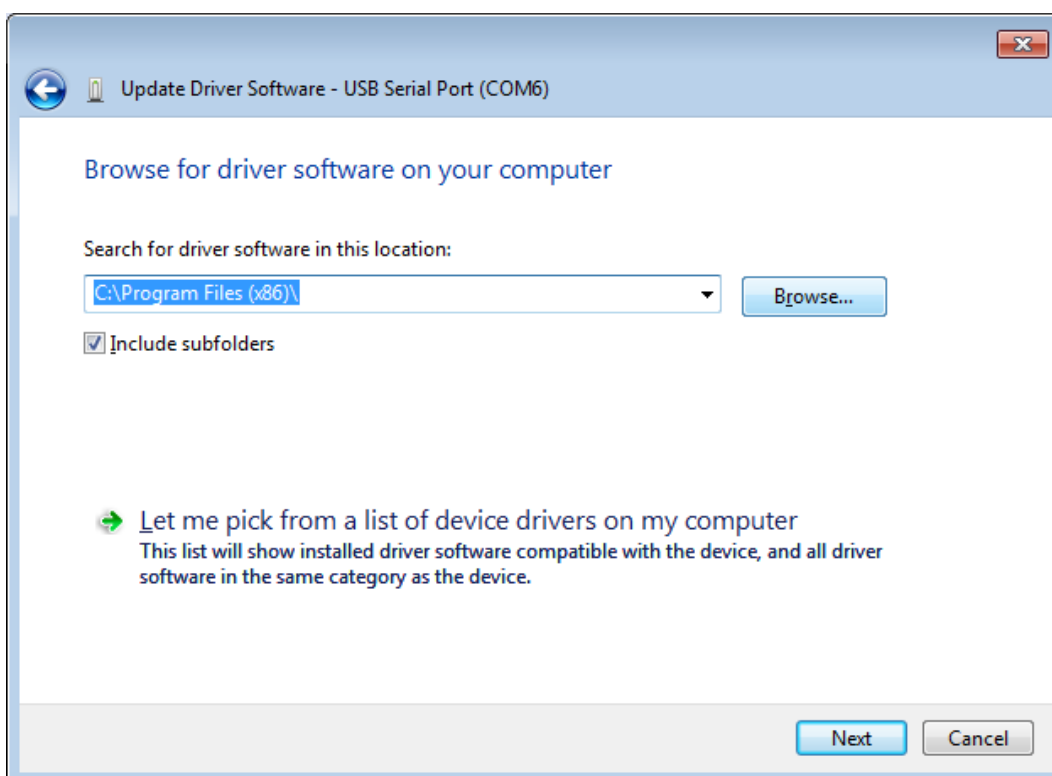 Update Driver Software - USB Serial Port (COM6)
Browse for driver software on your computer
Search for driver software in this location:
C:\Program Files (x86)\
Browse...
Include subfolders
Let me pick from a list of device drivers on my computer
This list will show installed driver software compatible with the device, and all driver
software in the same category as the device.
Next
Cancel